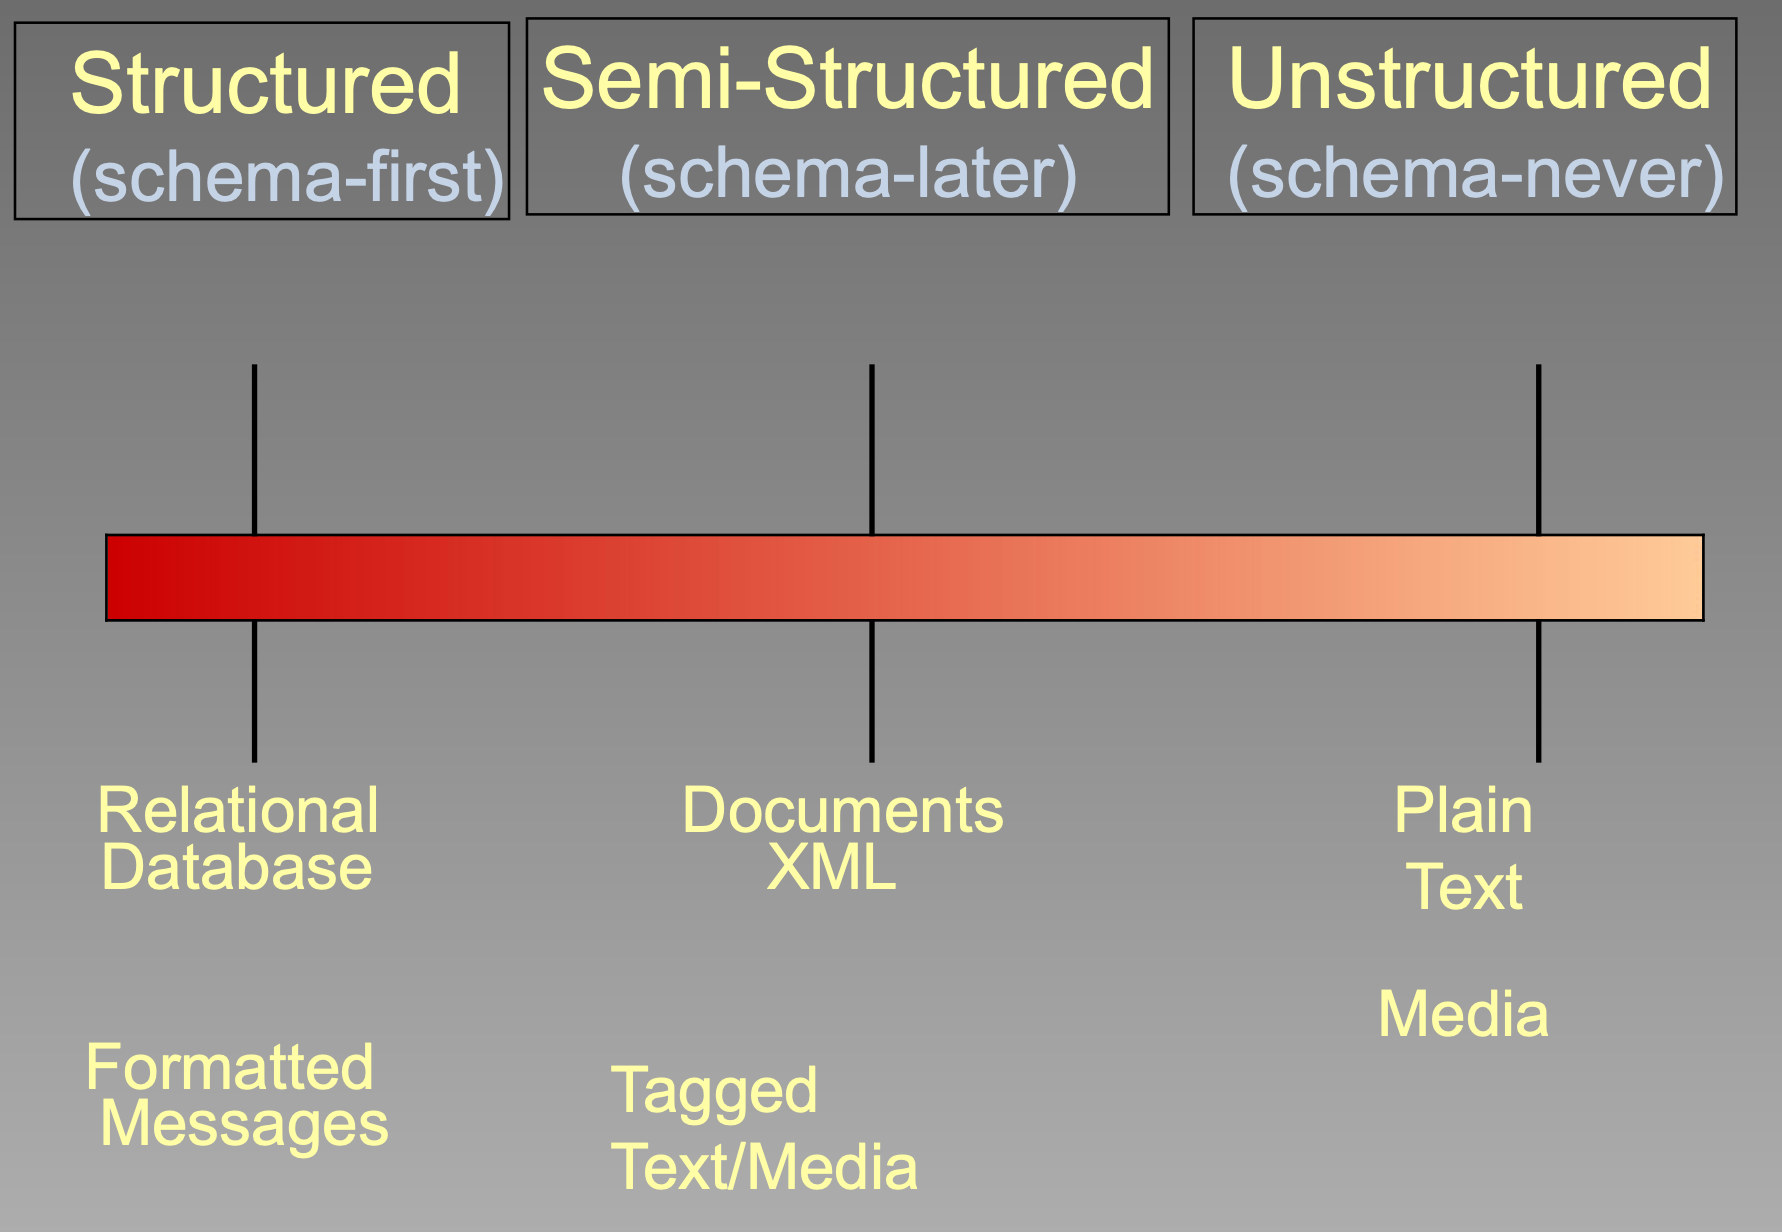 Structured
(schema-first)
Semi-Structured
(schema-later)
Unstructured
(schema-never)
Relational
Database
Documents
XML
Plain
Text
Formatted
Messages
Tagged
Text/Media
Media